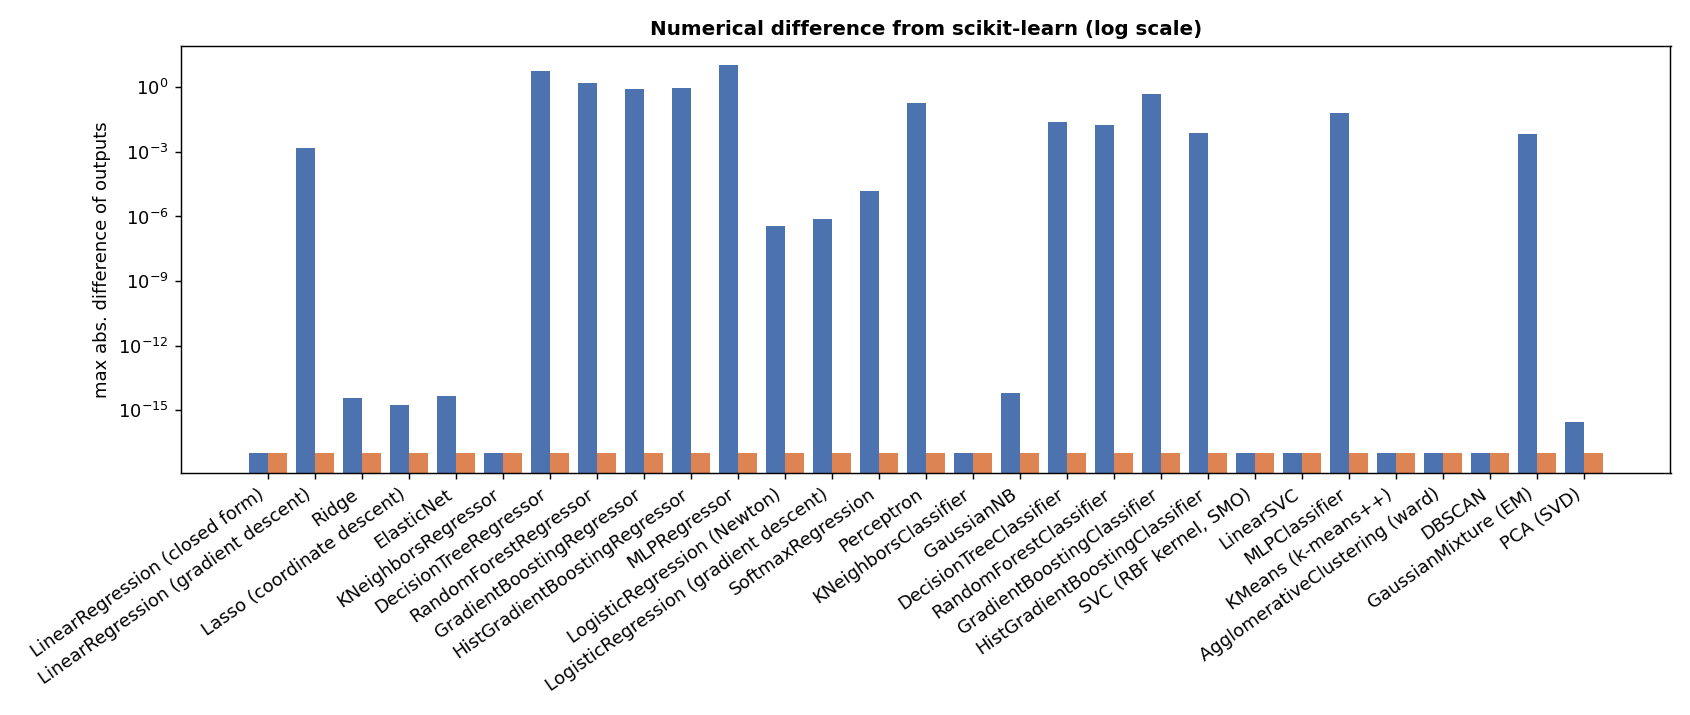 Numerical difference from scikit-learn (log scale)
max abs. difference of outputs
10⁰
10⁻³
10⁻⁶
10⁻⁹
10⁻¹²
10⁻¹⁵
LinearRegression (closed form)
LinearRegression (gradient descent)
Ridge
Lasso (coordinate descent)
ElasticNet
KNeighborsRegressor
DecisionTreeRegressor
RandomForestRegressor
GradientBoostingRegressor
HistGradientBoostingRegressor
MLPRegressor
LogisticRegression (Newton)
LogisticRegression (gradient descent)
SoftmaxRegression
Perceptron
KNeighborsClassifier
GaussianNB
DecisionTreeClassifier
RandomForestClassifier
GradientBoostingClassifier
HistGradientBoostingClassifier
SVC (RBF kernel, SMO)
LinearSVC
MLPClassifier
KMeans (k-means++)
AgglomerativeClustering (ward)
DBSCAN
GaussianMixture (EM)
PCA (SVD)